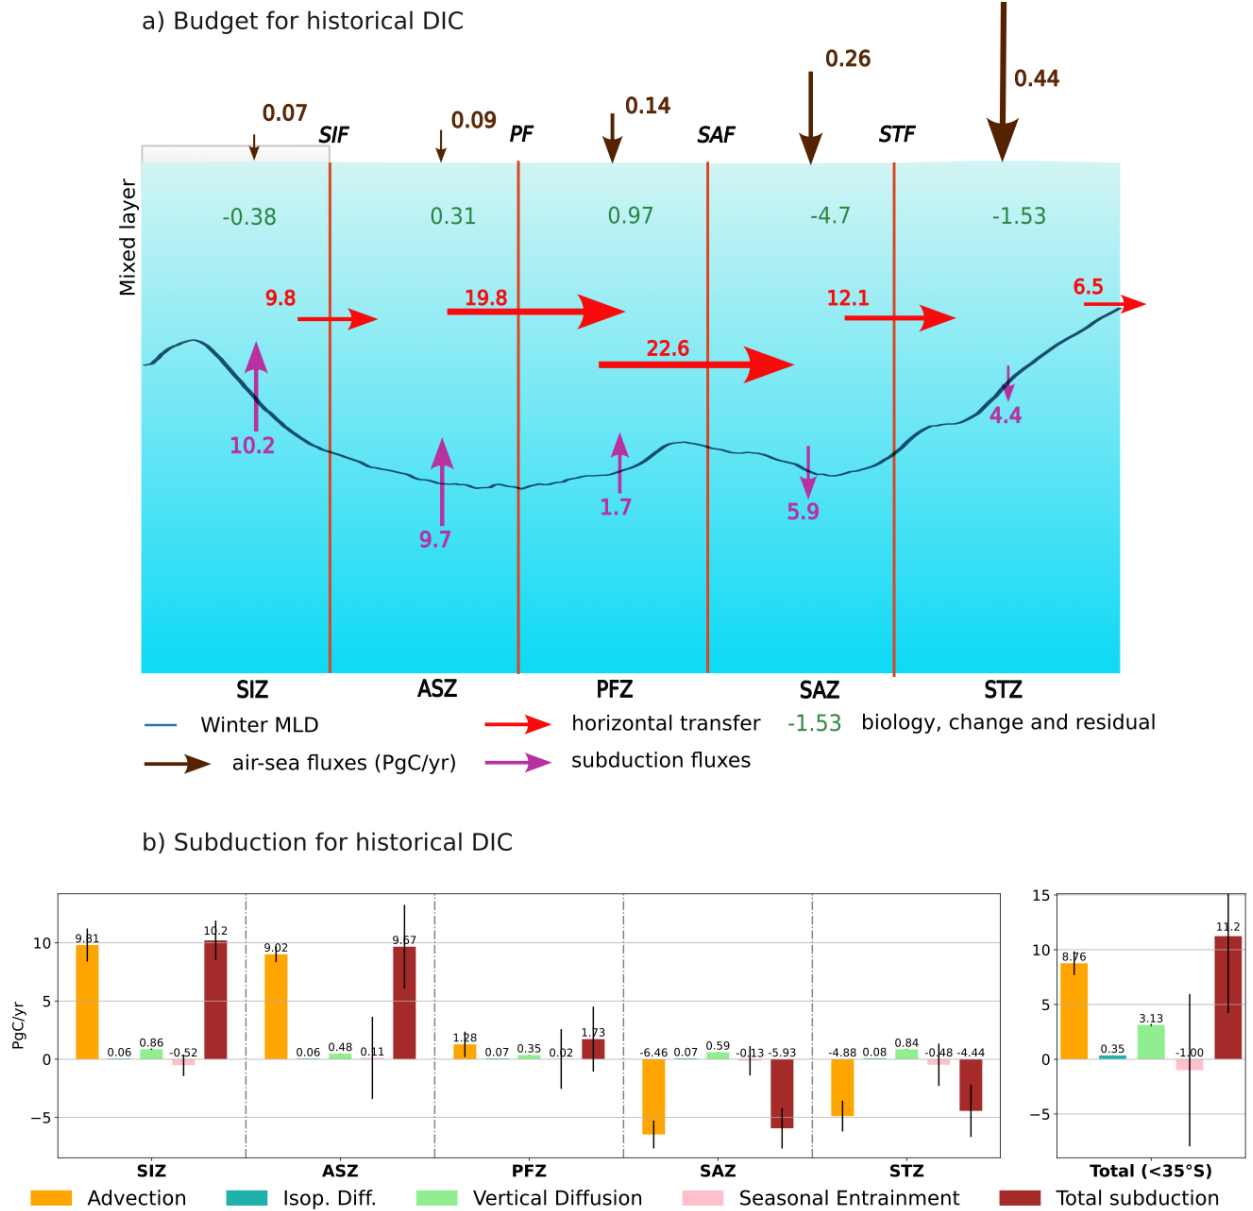 a) Budget for historical DIC
0.07
0.09
0.14
0.26
0.44
SIF
PF
SAF
STF
Mixed layer
-0.38
0.31
0.97
-4.7
-1.53
9.8
19.8
22.6
12.1
6.5
10.2
9.7
1.7
5.9
4.4
SIZ
ASZ
PFZ
SAZ
STZ
Winter MLD
horizontal transfer
-1.53 biology, change and residual
air-sea fluxes (PgC/yr)
subduction fluxes
b) Subduction for historical DIC
PgC/yr
10
5
0
−5
9.81
0.06
0.86
-0.52
10.2
9.02
0.06
0.48
0.11
9.67
1.28
0.07
0.35
0.02
1.73
-6.46
0.07
0.59
-0.13
-5.93
-4.88
0.08
0.84
-0.48
-4.44
SIZ
ASZ
PFZ
SAZ
STZ
15
10
5
0
−5
8.76
0.35
3.13
-1.00
11.2
Total (<35°S)
Advection
Isop. Diff.
Vertical Diffusion
Seasonal Entrainment
Total subduction